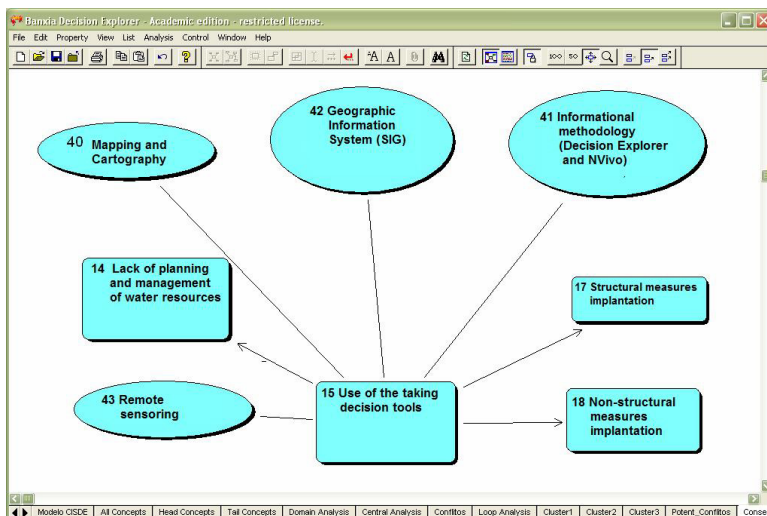 Banxia Decision Explorer - Academic edition - restricted license.
File Edit Property View List Analysis Control Window Help
100 50
40 Mapping and
Cartography
42 Geographic
Information
System (SIG)
41 Informational
methodology
(Decision Explorer
and NVivo)
14 Lack of planning
and management
of water resources
17 Structural measures
implantation
43 Remote
sensoring
15 Use of the taking
decision tools
18 Non-structural
measures
implantation
Modelo CISDE All Concepts Head Concepts Tail Concepts Domain Analysis Central Analysis Conflitos Loop Analysis Cluster1 Cluster2 Cluster3 Potent_Conflitos Conse